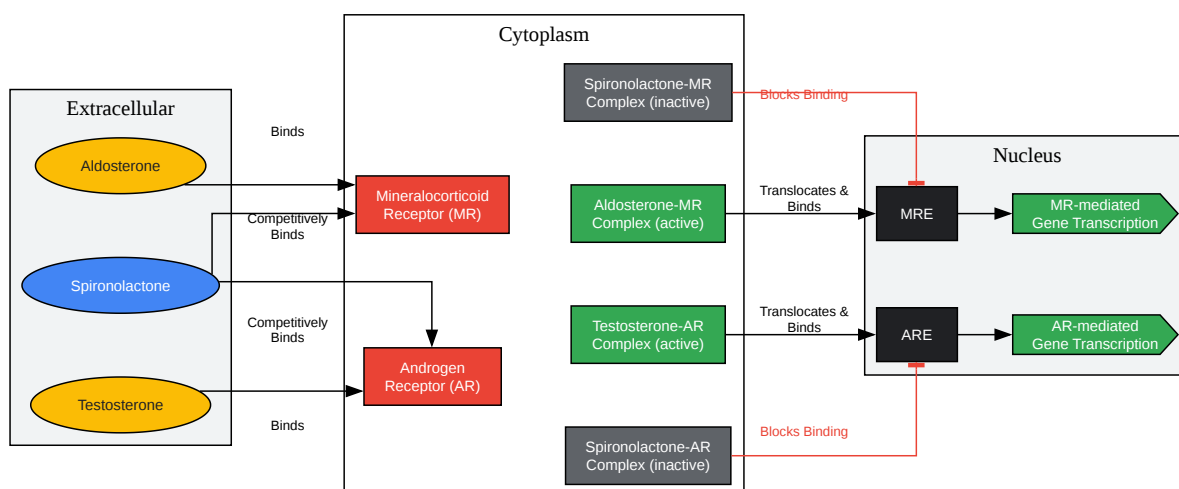 Cytoplasm
Extracellular
Nucleus
Aldosterone
Spironolactone
Testosterone
Binds
Competitively
Binds
Competitively
Binds
Binds
Mineralocorticoid
Receptor (MR)
Androgen
Receptor (AR)
Spironolactone-MR
Complex (inactive)
Aldosterone-MR
Complex (active)
Testosterone-AR
Complex (active)
Spironolactone-AR
Complex (inactive)
Blocks Binding
Translocates &
Binds
Translocates &
Binds
Blocks Binding
MRE
ARE
MR-mediated
Gene Transcription
AR-mediated
Gene Transcription